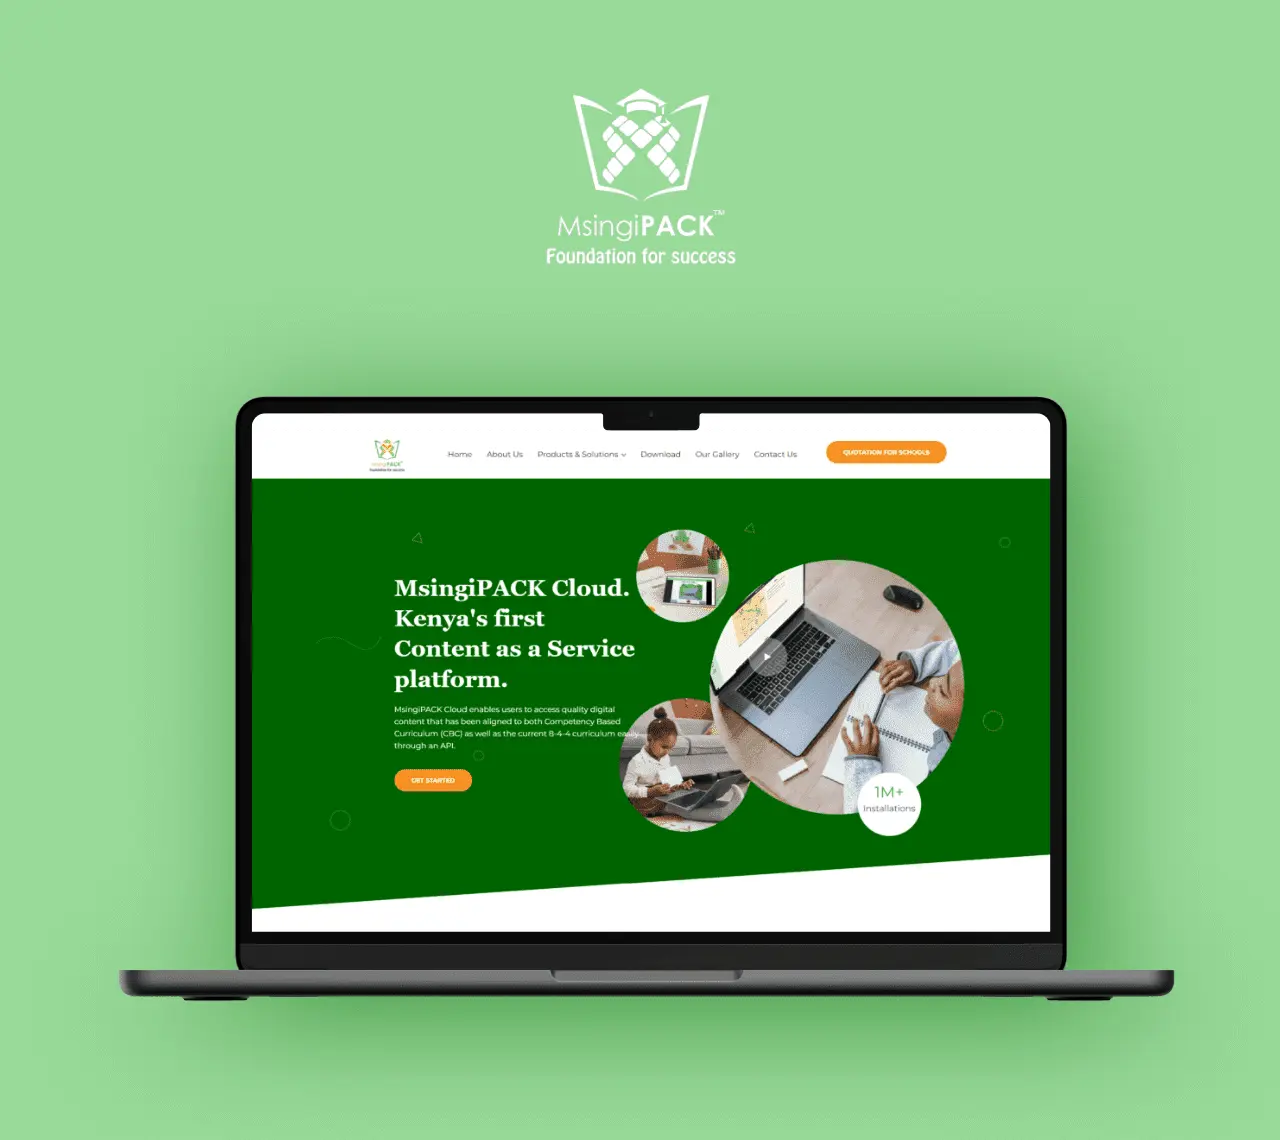 MsingiPACK™
Foundation for success
MsingiPACK™
Foundation for success
Home About Us Products & Solutions Download Our Gallery Contact Us QUOTATION FOR SCHOOLS
MsingiPACK Cloud.
Kenya's first
Content as a Service
platform.
MsingiPACK Cloud enables users to access quality digital
content that has been aligned to both Competency Based
Curriculum (CBC) as well as the current 8-4-4 curriculum easily
through an API.
GET STARTED
1M+
Installations